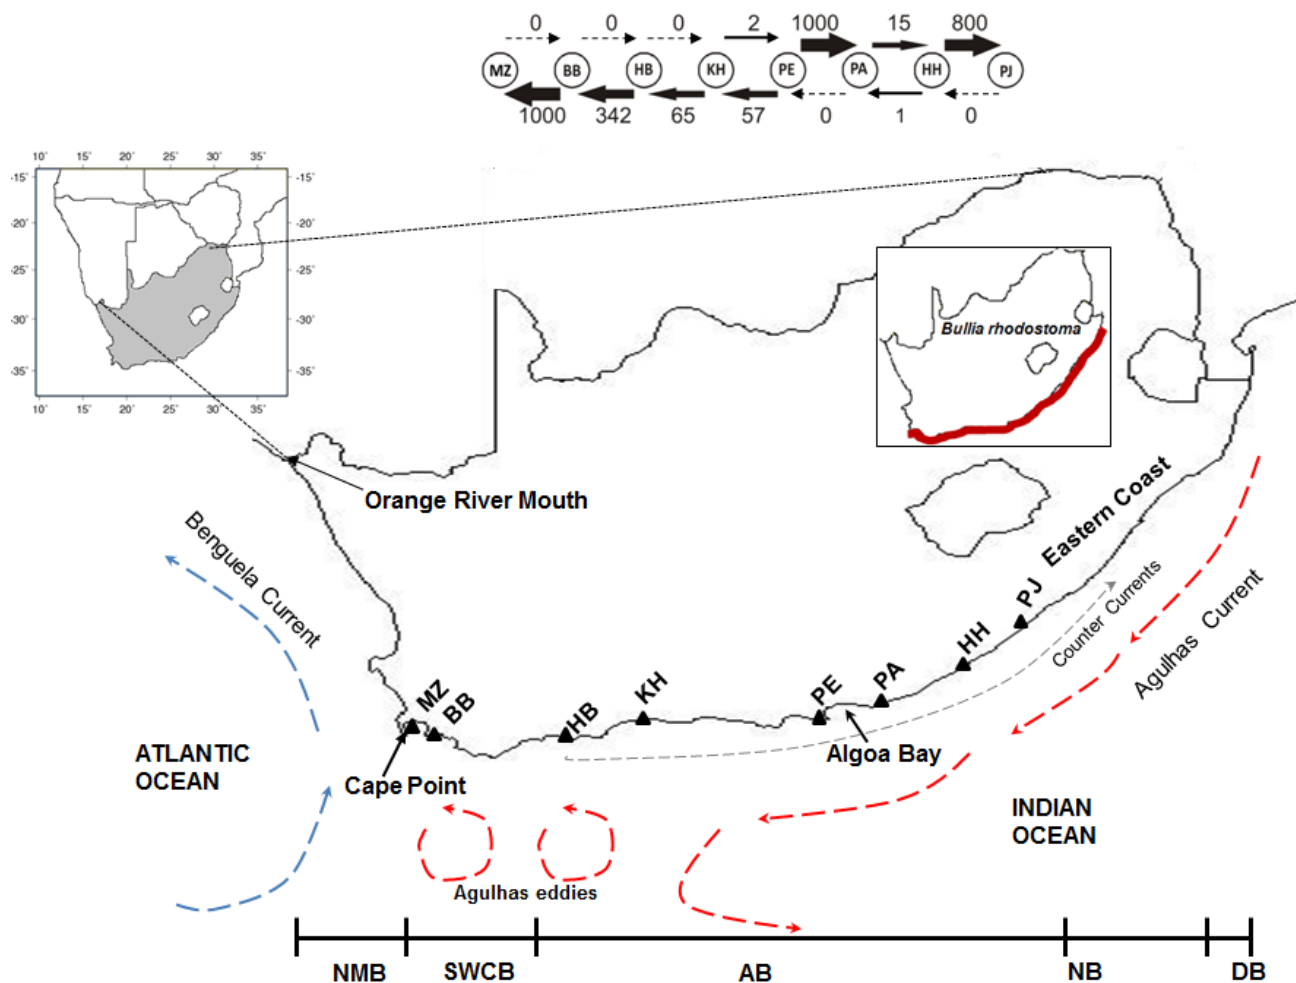 0 0 0 2 1000 15 800
MZ BB HB KH PE PA HH PJ
1000 342 65 57 0 1 0
10° 15° 20° 25° 30° 35°
-15° -15°
-20° -20°
-25° -25°
-30° -30°
-35° -35°
10° 15° 20° 25° 30° 35°
Bullia rhodostoma
Orange River Mouth
Benguela Current
Eastern Coast
Counter Currents
Agulhas Current
MZ
BB
HB
KH
PE
PA
HH
PJ
Algoa Bay
Cape Point
ATLANTIC
OCEAN
INDIAN
OCEAN
Agulhas eddies
NMB SWCB AB NB DB